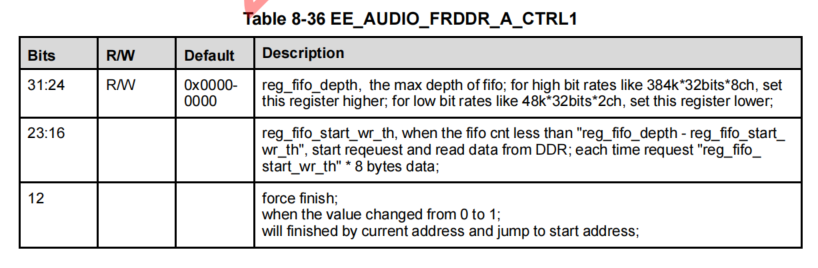 Table 8-36 EE_AUDIO_FRDDR_A_CTRL1
Bits R/W Default Description
31:24 R/W 0x0000- reg_fifo_depth, the max depth of fifo; for high bit rates like 384k*32bits*8ch, set
0000 this register higher; for low bit rates like 48k*32bits*2ch, set this register lower;
23:16 reg_fifo_start_wr_th, when the fifo cnt less than "reg_fifo_depth - reg_fifo_start_
wr_th", start reqeuest and read data from DDR; each time request "reg_fifo_
start_wr_th" * 8 bytes data;
12 force finish;
when the value changed from 0 to 1;
will finished by current address and jump to start address;